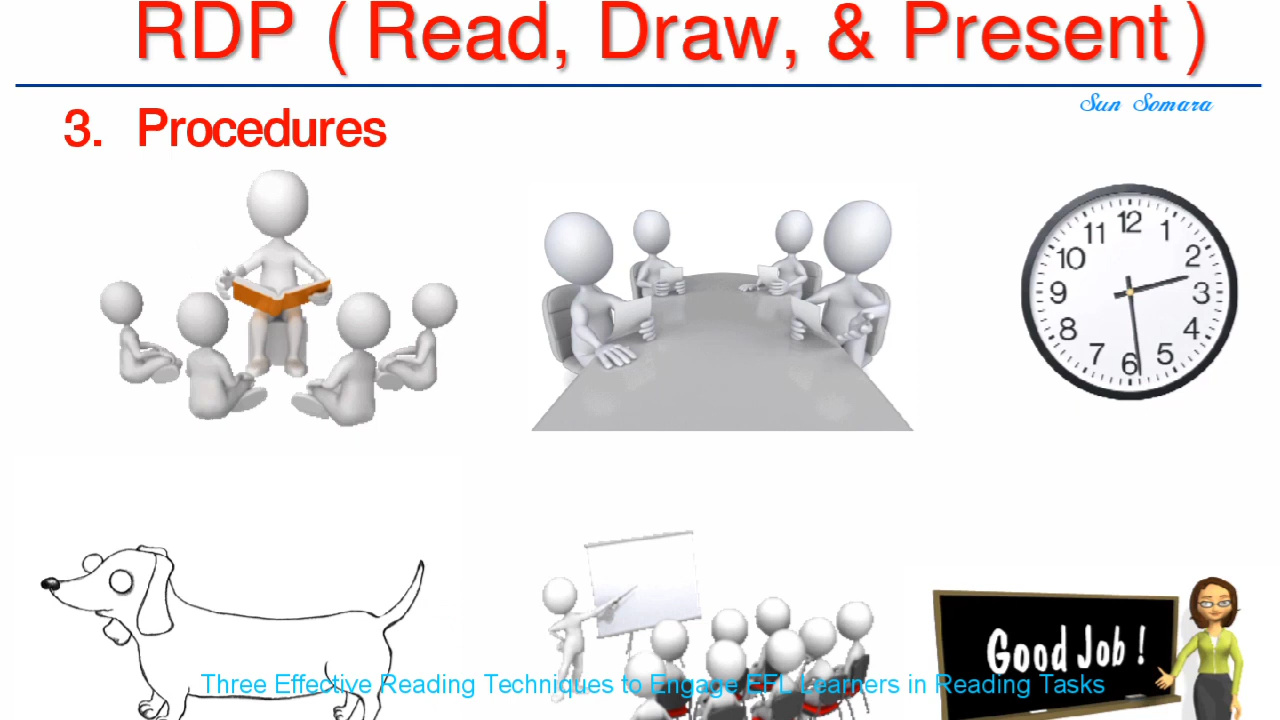 RDP ( Read, Draw, & Present )
Sun Somara
3. Procedures
12
11 1
10 2
9 3
8 4
7 5
6
Good Job !
Three Effective Reading Techniques to Engage EFL Learners in Reading Tasks